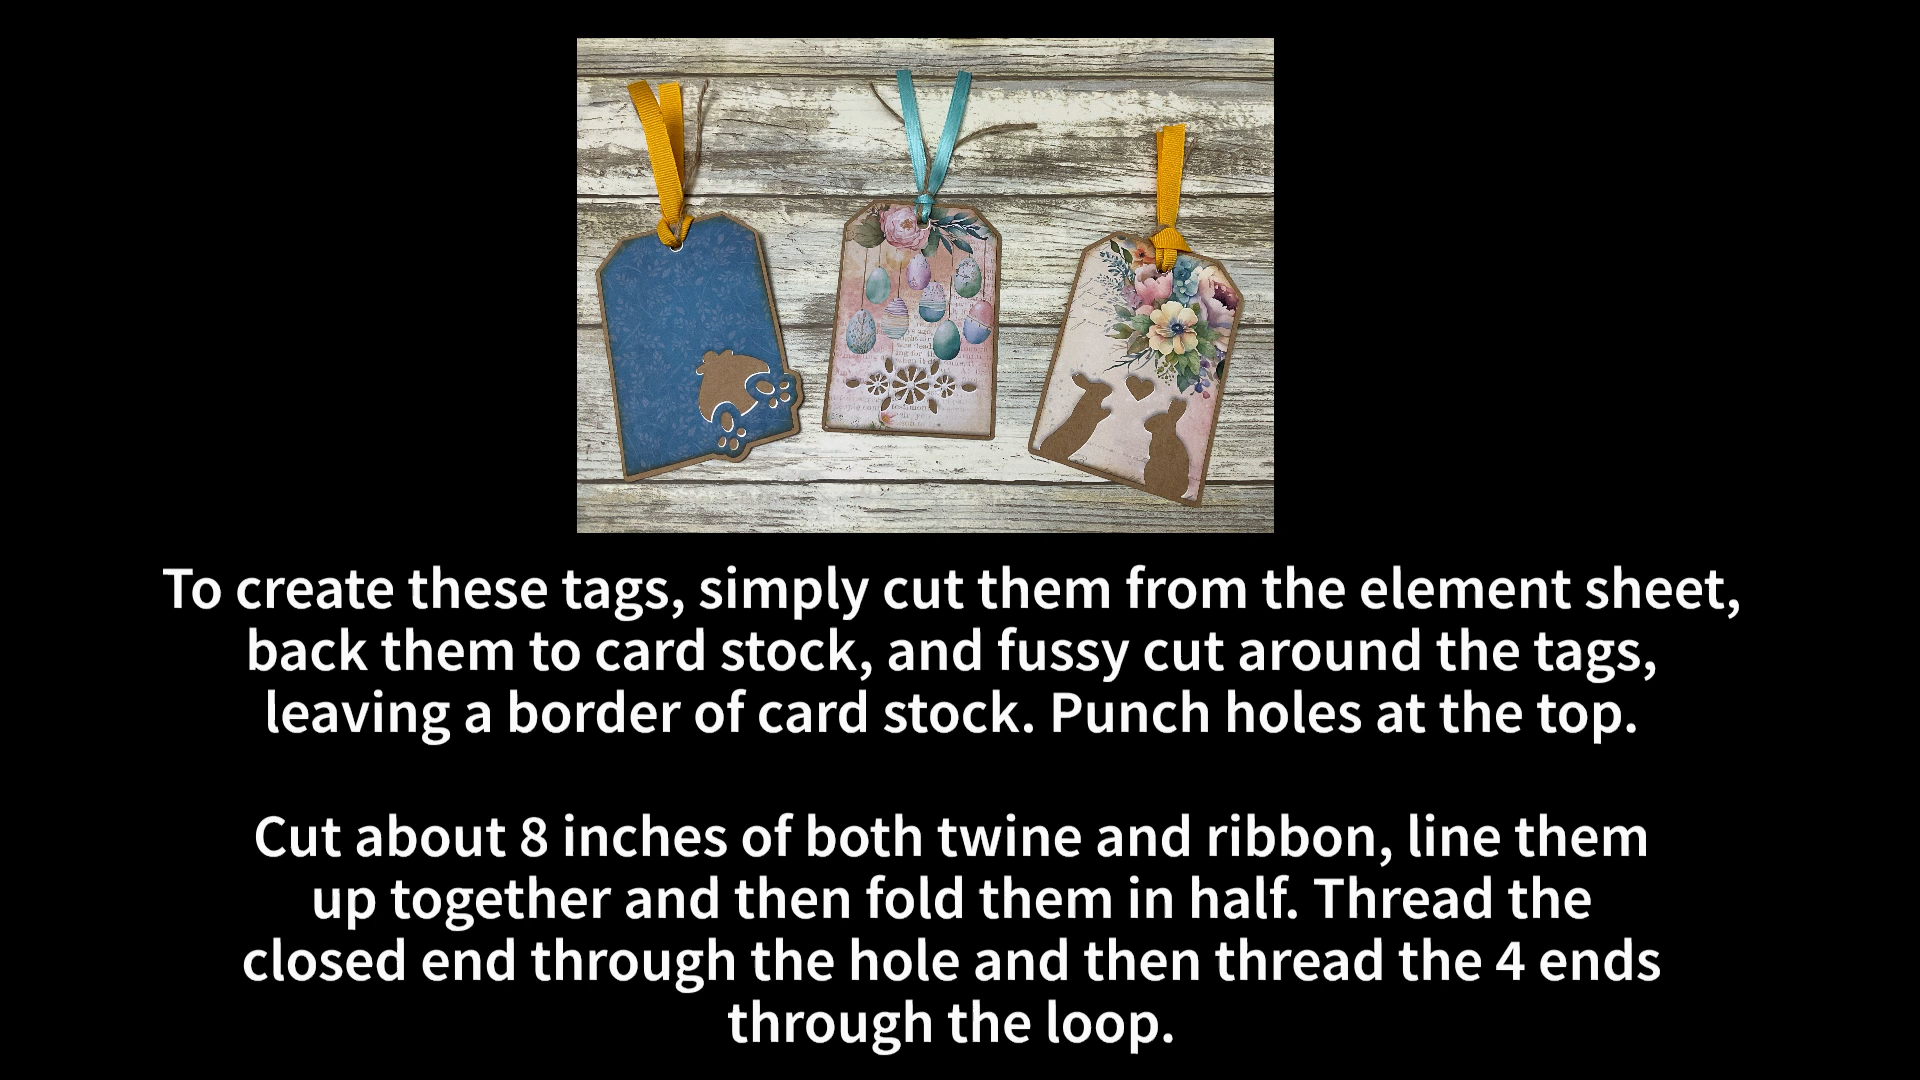 To create these tags, simply cut them from the element sheet,
back them to card stock, and fussy cut around the tags,
leaving a border of card stock. Punch holes at the top.
Cut about 8 inches of both twine and ribbon, line them
up together and then fold them in half. Thread the
closed end through the hole and then thread the 4 ends
through the loop.